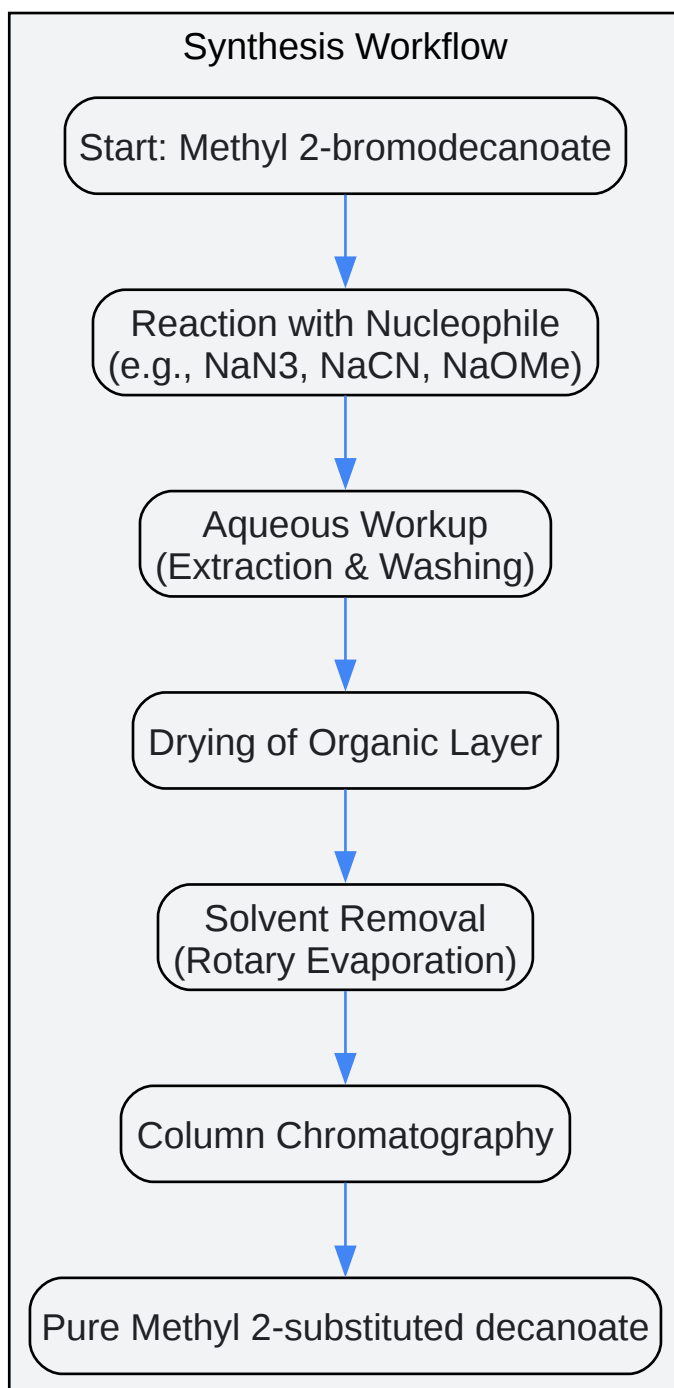 Synthesis Workflow
Start: Methyl 2-bromodecanoate
Reaction with Nucleophile
(e.g., NaN3, NaCN, NaOMe)
Aqueous Workup
(Extraction & Washing)
Drying of Organic Layer
Solvent Removal
(Rotary Evaporation)
Column Chromatography
Pure Methyl 2-substituted decanoate